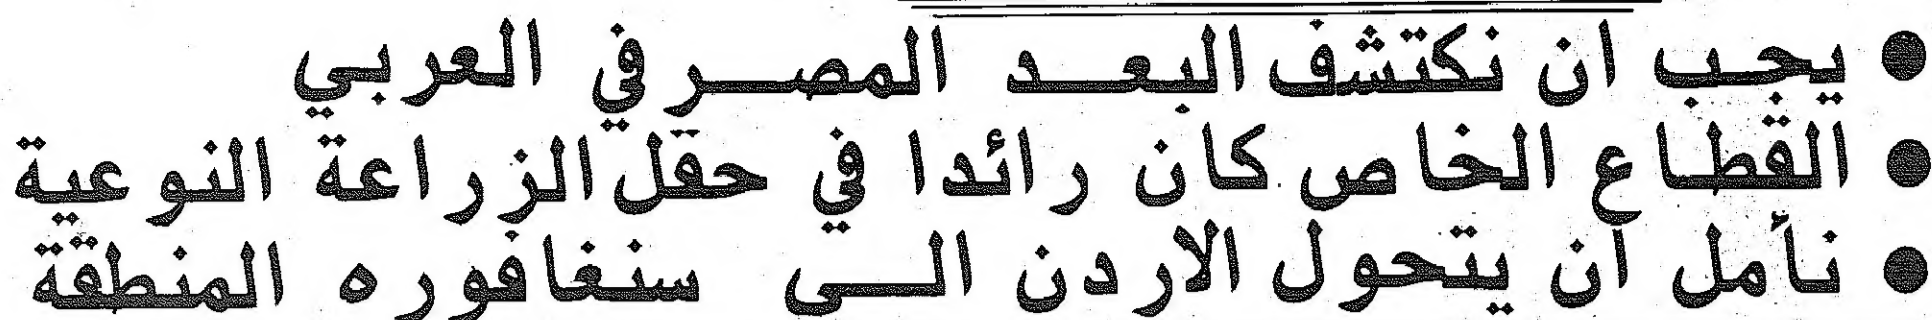 ● يجب ان نكتشف البعد المصرفي العربي
● القطاع الخاص كان رائدا في حقل الزراعة النوعية
● نأمل أن يتحول الاردن الى سنغافوره المنطقة